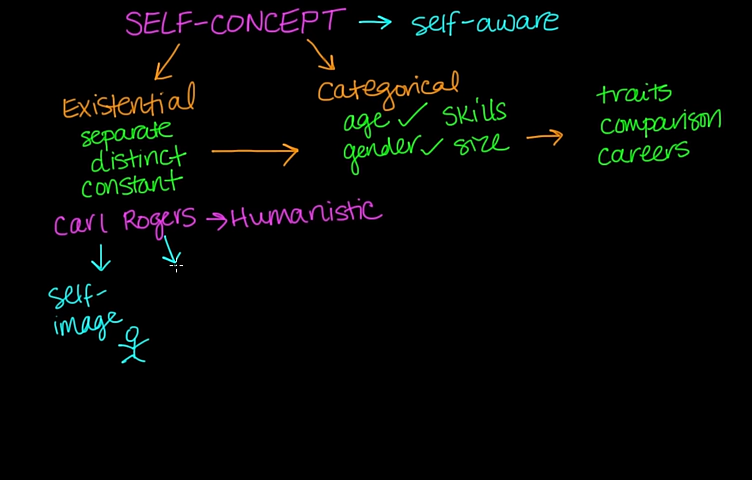 SELF-CONCEPT → self-aware
Existential
separate
distinct
constant
Categorical
age ✓ skills
gender ✓ size
traits
comparison
careers
Carl Rogers → Humanistic
self-
image